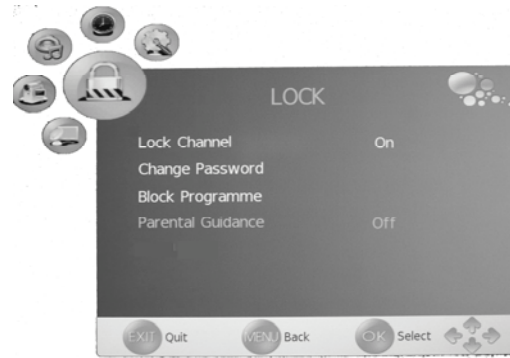 LOCK
Lock Channel On
Change Password
Block Programme
Parental Guidance Off
EXIT Quit MENU Back OK Select